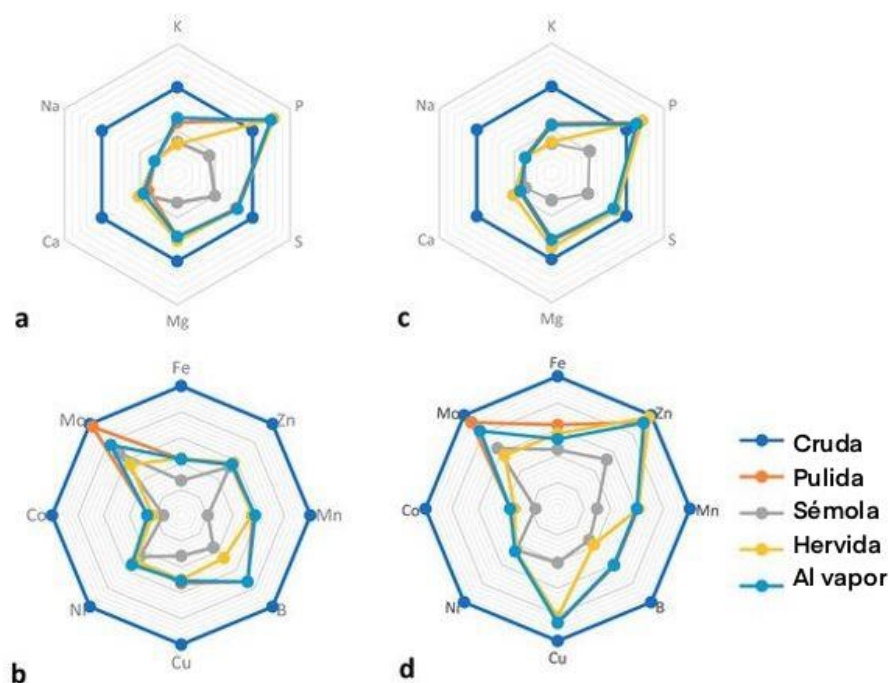 K
Na
P
Ca
S
Mg
a
K
Na
P
Ca
S
Mg
c
Fe
Mo
Zn
Co
Mn
Ni
B
Cu
b
Fe
Mo
Zn
Co
Mn
Ni
B
Cu
d
Cruda
Pulida
Sémola
Hervida
Al vapor